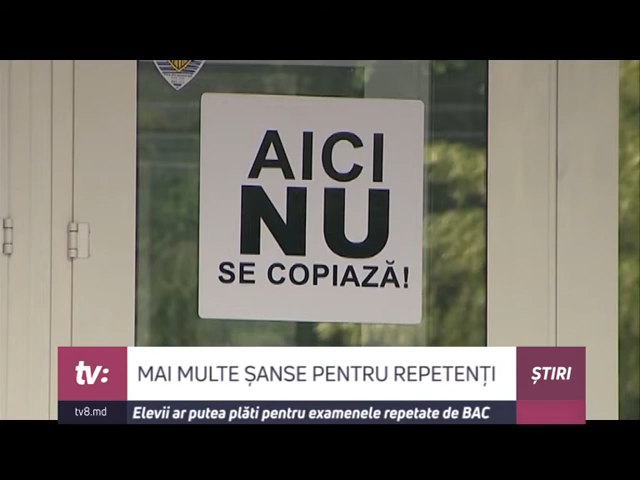 AICI
NU
SE COPIAZĂ!
tv:
MAI MULTE ȘANSE PENTRU REPETENȚI
ȘTIRI
tv8.md
Elevii ar putea plăti pentru examenele repetate de BAC